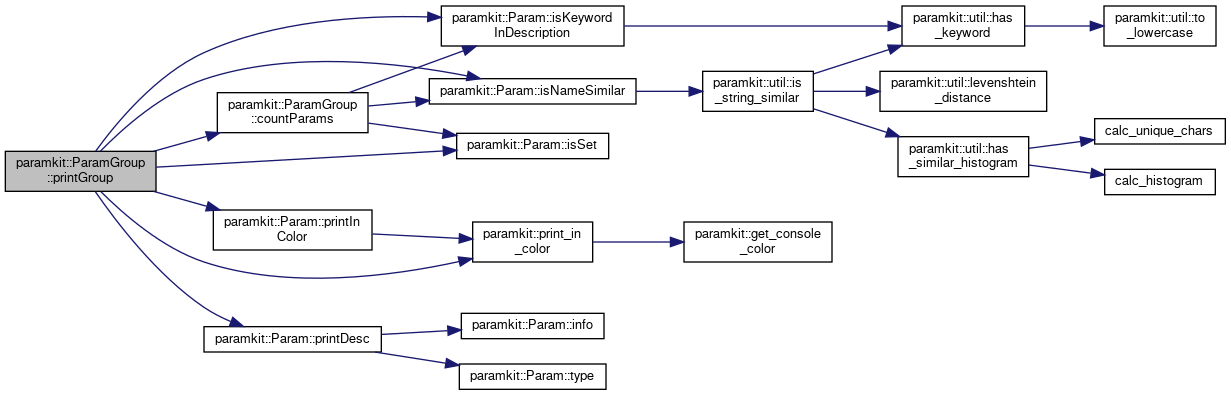 paramkit::ParamGroup
::printGroup
paramkit::ParamGroup
::countParams
paramkit::Param::printIn
Color
paramkit::Param::printDesc
paramkit::Param::isKeyword
InDescription
paramkit::Param::isNameSimilar
paramkit::Param::isSet
paramkit::print_in
_color
paramkit::Param::info
paramkit::Param::type
paramkit::util::is
_string_similar
paramkit::get_console
_color
paramkit::util::has
_keyword
paramkit::util::levenshtein
_distance
paramkit::util::has
_similar_histogram
paramkit::util::to
_lowercase
calc_unique_chars
calc_histogram